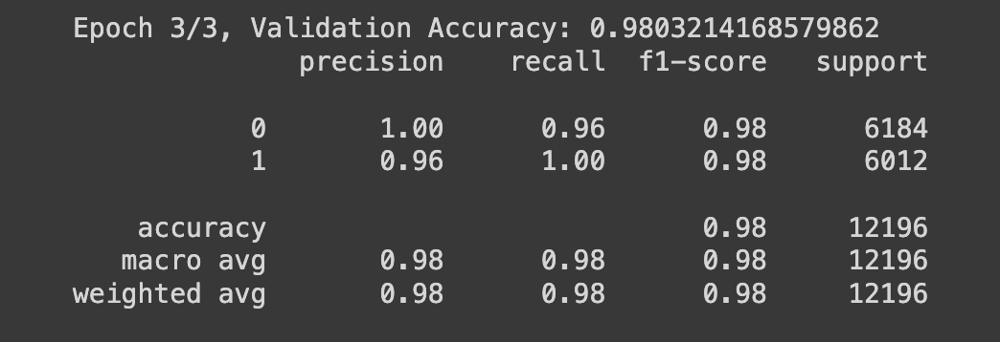 Epoch 3/3, Validation Accuracy: 0.9803214168579862
precision recall f1-score support
0 1.00 0.96 0.98 6184
1 0.96 1.00 0.98 6012
accuracy 0.98 12196
macro avg 0.98 0.98 0.98 12196
weighted avg 0.98 0.98 0.98 12196